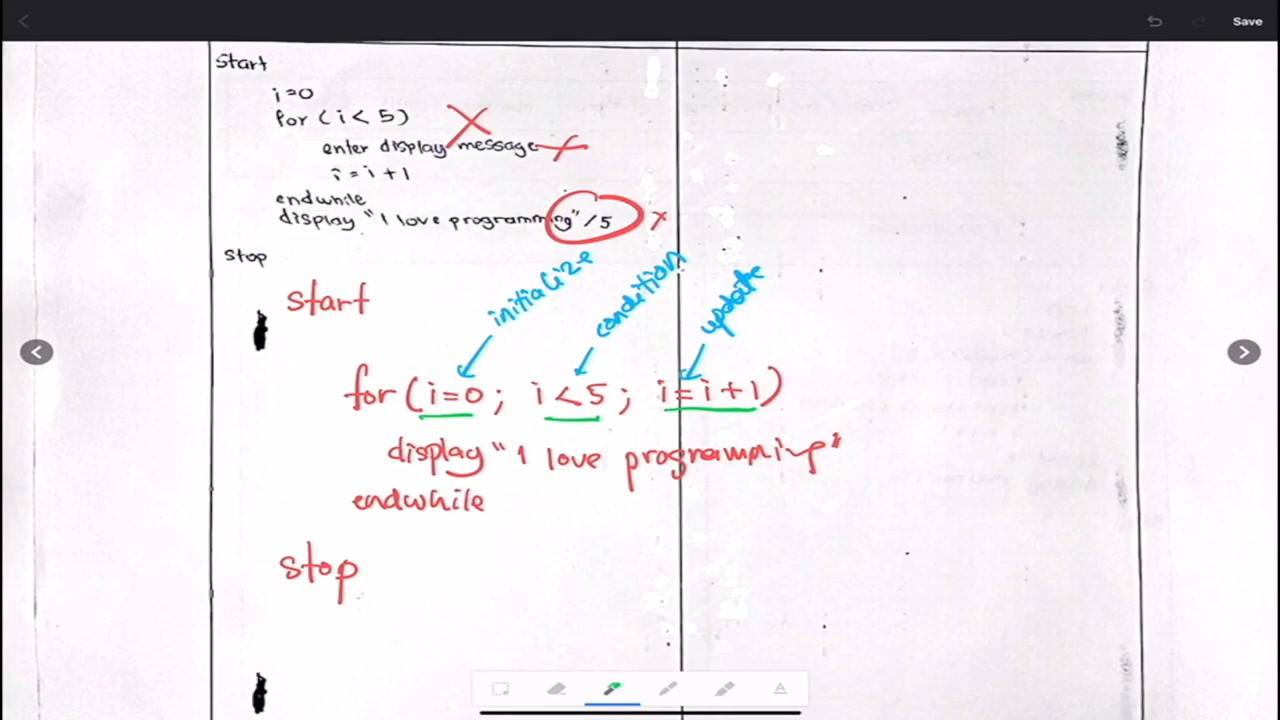 Save
Start
i=0
for (i < 5)
enter display message
i = i + 1
endwhile
display "I love programming" / 5
stop
start
initialize
condition
update
for (i=0; i<5; i=i+1)
display "I love programming"
endwhile
stop
A